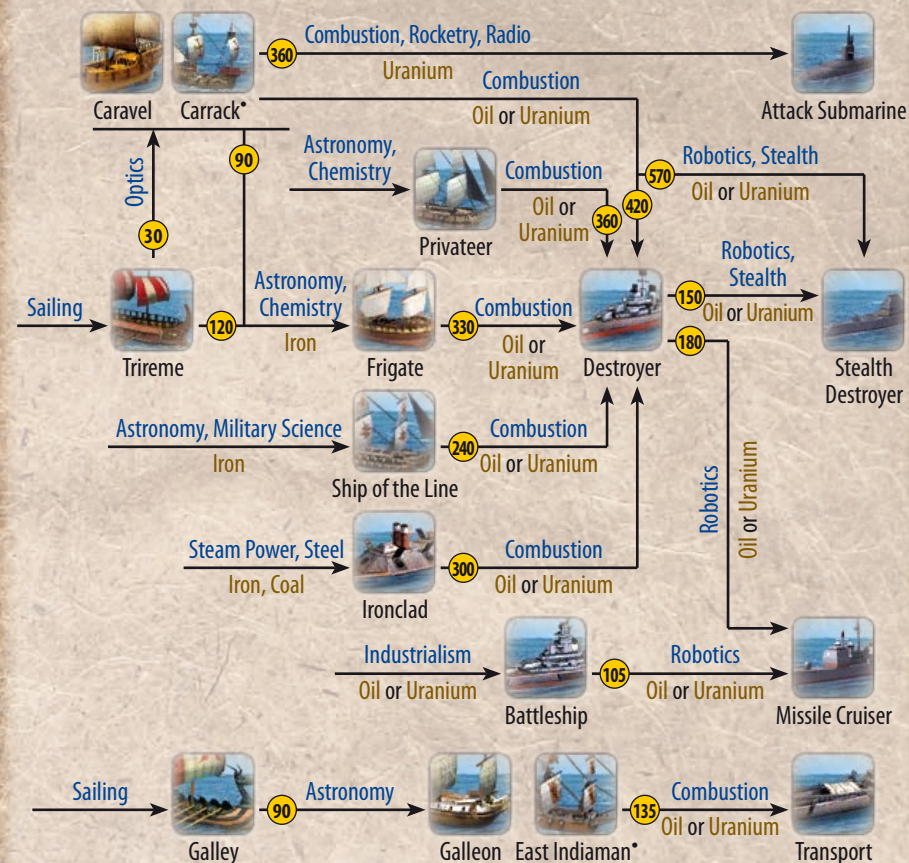 Combustion, Rocketry, Radio
360
Uranium
Caravel
Carrack•
Attack Submarine
Combustion
Oil or Uranium
Optics
30
90
Astronomy,
Chemistry
Privateer
Combustion
Oil or
Uranium
360
420
570
Robotics, Stealth
Oil or Uranium
Sailing
Trireme
120
Astronomy,
Chemistry
Iron
Frigate
330
Combustion
Oil or
Uranium
Destroyer
150
Robotics,
Stealth
Oil or Uranium
180
Stealth
Destroyer
Astronomy, Military Science
Iron
Ship of the Line
240
Combustion
Oil or Uranium
Robotics
Oil or Uranium
Steam Power, Steel
Iron, Coal
Ironclad
300
Combustion
Oil or Uranium
Industrialism
Oil or Uranium
Battleship
105
Robotics
Oil or Uranium
Missile Cruiser
Sailing
Galley
90
Astronomy
Galleon
East Indiaman•
135
Combustion
Oil or Uranium
Transport